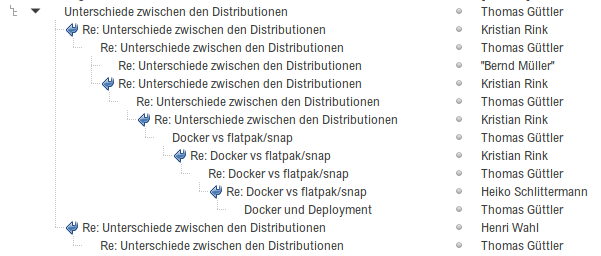 Unterschiede zwischen den Distributionen Thomas Güttler
Re: Unterschiede zwischen den Distributionen Kristian Rink
Re: Unterschiede zwischen den Distributionen Thomas Güttler
Re: Unterschiede zwischen den Distributionen "Bernd Müller"
Re: Unterschiede zwischen den Distributionen Kristian Rink
Re: Unterschiede zwischen den Distributionen Thomas Güttler
Re: Unterschiede zwischen den Distributionen Kristian Rink
Docker vs flatpak/snap Thomas Güttler
Re: Docker vs flatpak/snap Kristian Rink
Re: Docker vs flatpak/snap Thomas Güttler
Re: Docker vs flatpak/snap Heiko Schlittermann
Docker und Deployment Thomas Güttler
Re: Unterschiede zwischen den Distributionen Henri Wahl
Re: Unterschiede zwischen den Distributionen Thomas Güttler